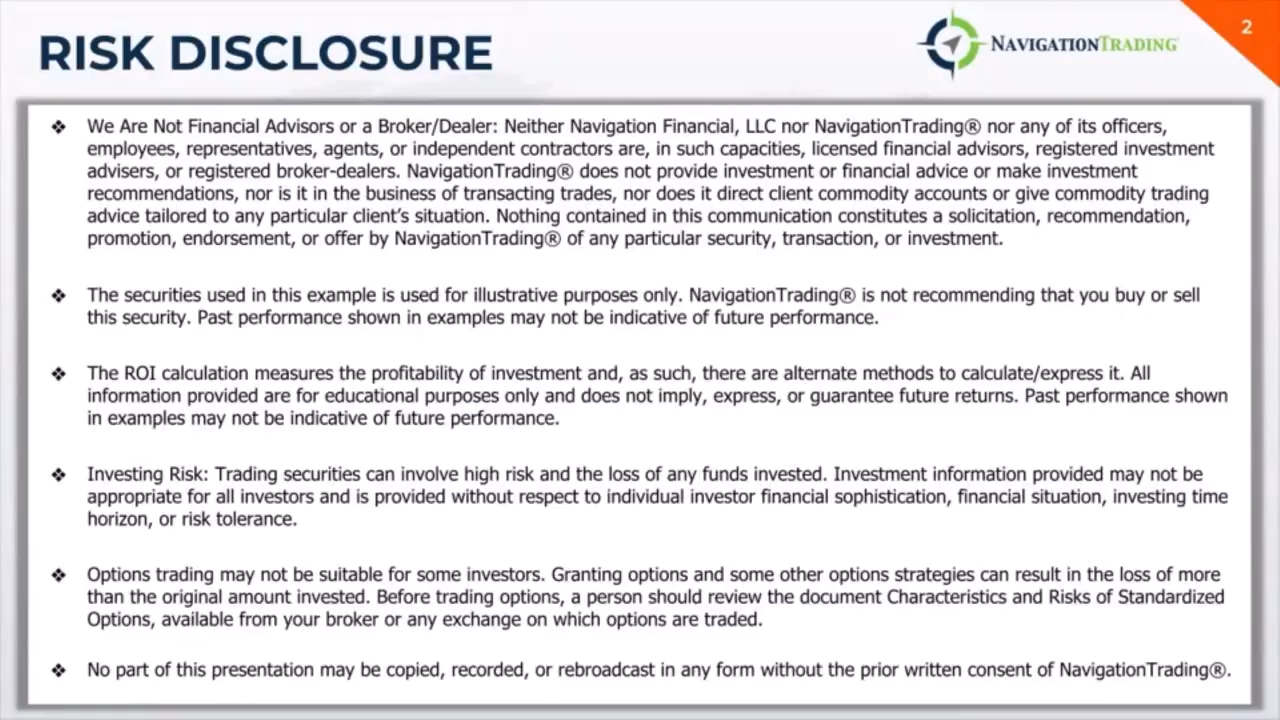 RISK DISCLOSURE
NAVIGATIONTRADING®
2
❖ We Are Not Financial Advisors or a Broker/Dealer: Neither Navigation Financial, LLC nor NavigationTrading® nor any of its officers,
employees, representatives, agents, or independent contractors are, in such capacities, licensed financial advisors, registered investment
advisers, or registered broker-dealers. NavigationTrading® does not provide investment or financial advice or make investment
recommendations, nor is it in the business of transacting trades, nor does it direct client commodity accounts or give commodity trading
advice tailored to any particular client's situation. Nothing contained in this communication constitutes a solicitation, recommendation,
promotion, endorsement, or offer by NavigationTrading® of any particular security, transaction, or investment.
❖ The securities used in this example is used for illustrative purposes only. NavigationTrading® is not recommending that you buy or sell
this security. Past performance shown in examples may not be indicative of future performance.
❖ The ROI calculation measures the profitability of investment and, as such, there are alternate methods to calculate/express it. All
information provided are for educational purposes only and does not imply, express, or guarantee future returns. Past performance shown
in examples may not be indicative of future performance.
❖ Investing Risk: Trading securities can involve high risk and the loss of any funds invested. Investment information provided may not be
appropriate for all investors and is provided without respect to individual investor financial sophistication, financial situation, investing time
horizon, or risk tolerance.
❖ Options trading may not be suitable for some investors. Granting options and some other options strategies can result in the loss of more
than the original amount invested. Before trading options, a person should review the document Characteristics and Risks of Standardized
Options, available from your broker or any exchange on which options are traded.
❖ No part of this presentation may be copied, recorded, or rebroadcast in any form without the prior written consent of NavigationTrading®.